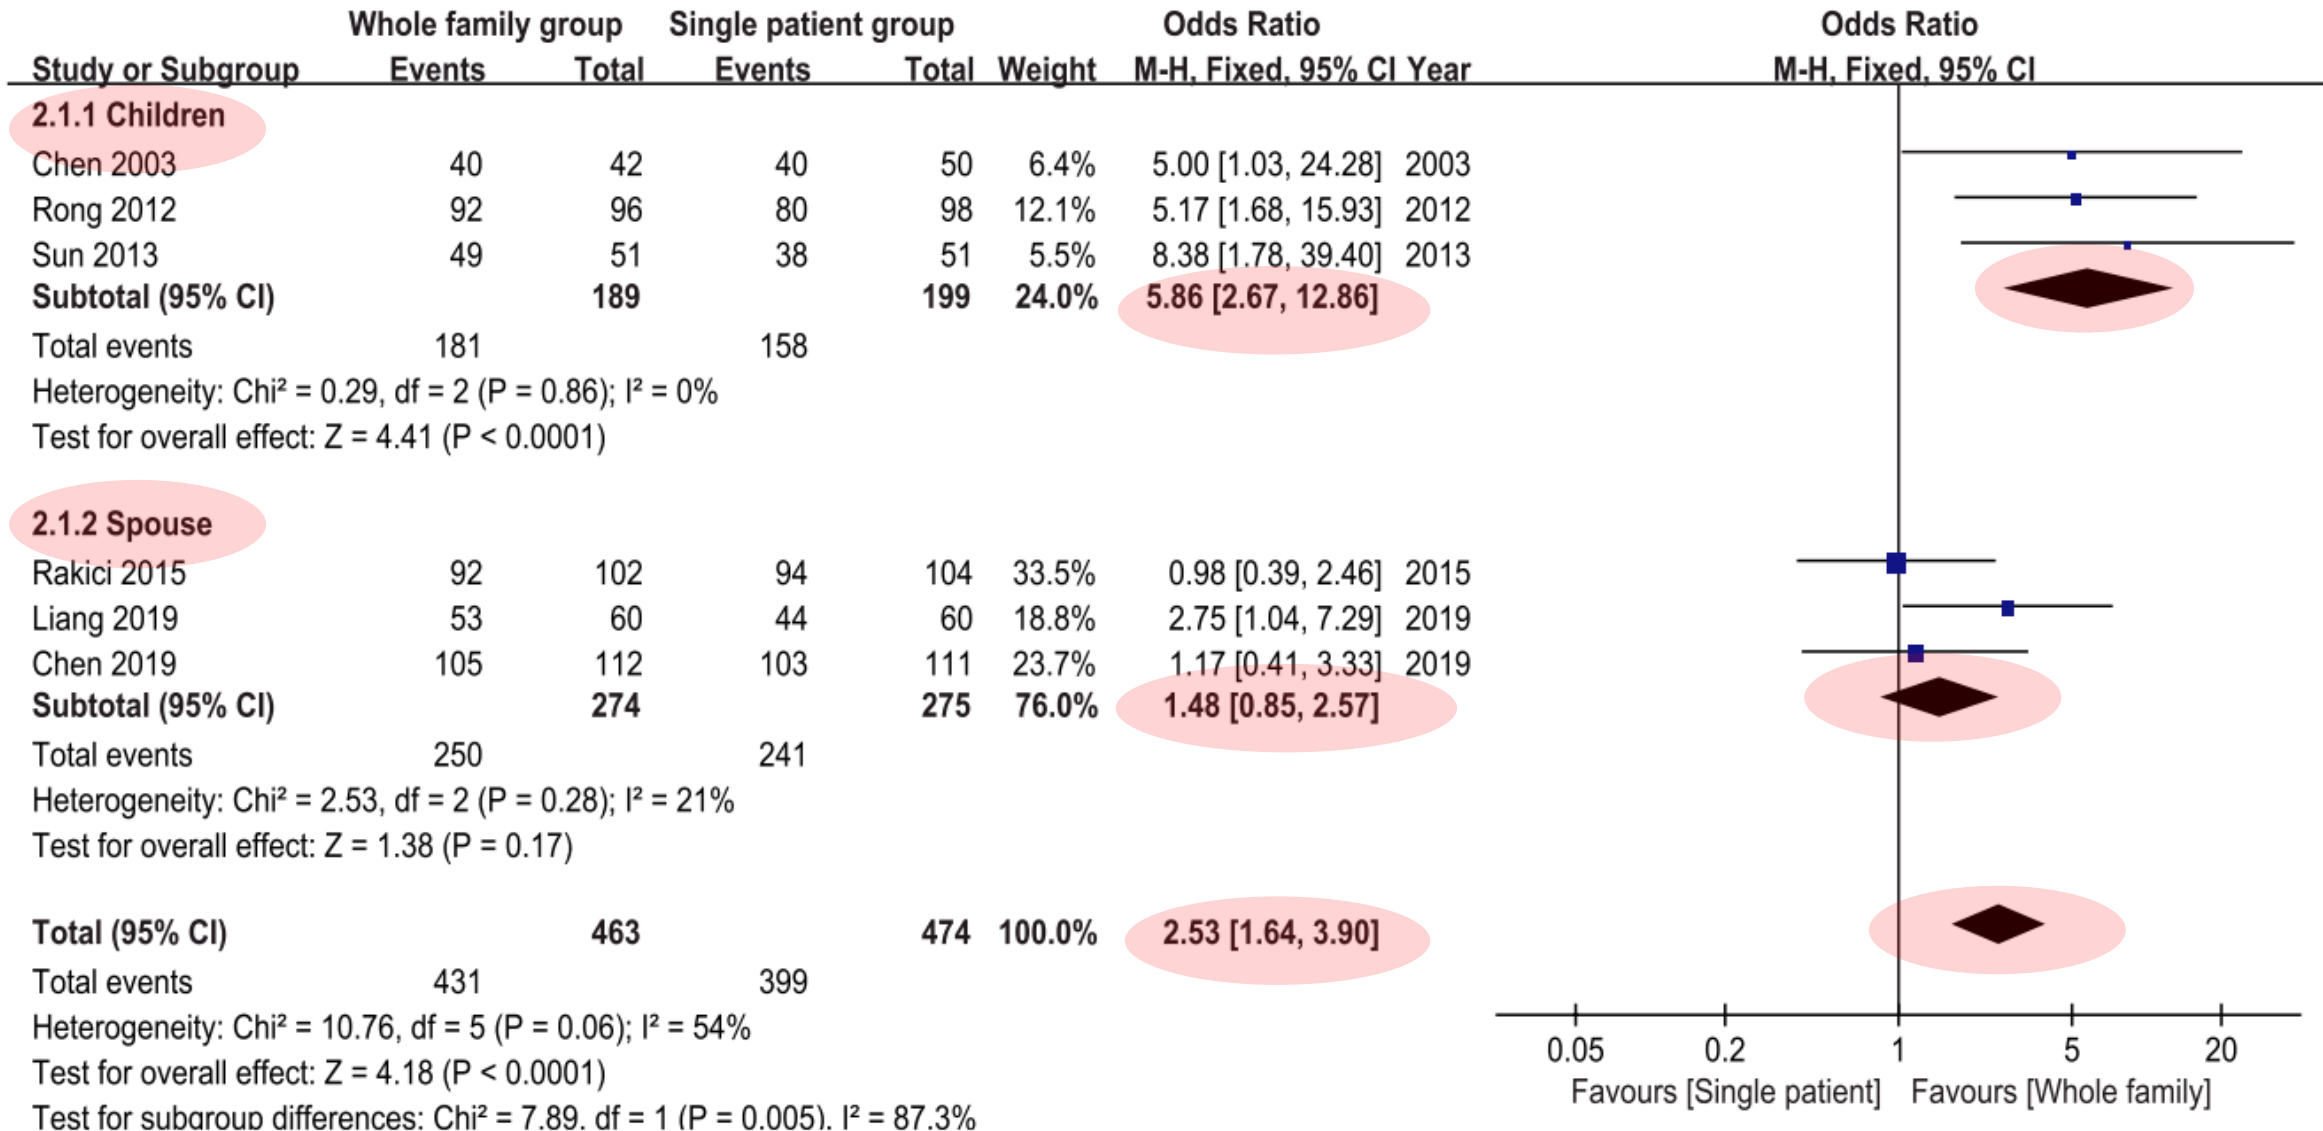 Whole family group Single patient group Odds Ratio Odds Ratio
Study or Subgroup Events Total Events Total Weight M-H, Fixed, 95% CI Year M-H, Fixed, 95% CI
2.1.1 Children
Chen 2003 40 42 40 50 6.4% 5.00 [1.03, 24.28] 2003
Rong 2012 92 96 80 98 12.1% 5.17 [1.68, 15.93] 2012
Sun 2013 49 51 38 51 5.5% 8.38 [1.78, 39.40] 2013
Subtotal (95% CI) 189 199 24.0% 5.86 [2.67, 12.86]
Total events 181 158
Heterogeneity: Chi² = 0.29, df = 2 (P = 0.86); I² = 0%
Test for overall effect: Z = 4.41 (P < 0.0001)
2.1.2 Spouse
Rakici 2015 92 102 94 104 33.5% 0.98 [0.39, 2.46] 2015
Liang 2019 53 60 44 60 18.8% 2.75 [1.04, 7.29] 2019
Chen 2019 105 112 103 111 23.7% 1.17 [0.41, 3.33] 2019
Subtotal (95% CI) 274 275 76.0% 1.48 [0.85, 2.57]
Total events 250 241
Heterogeneity: Chi² = 2.53, df = 2 (P = 0.28); I² = 21%
Test for overall effect: Z = 1.38 (P = 0.17)
Total (95% CI) 463 474 100.0% 2.53 [1.64, 3.90]
Total events 431 399
Heterogeneity: Chi² = 10.76, df = 5 (P = 0.06); I² = 54%
Test for overall effect: Z = 4.18 (P < 0.0001)
Test for subgroup differences: Chi² = 7.89, df = 1 (P = 0.005), I² = 87.3%
0.05 0.2 1 5 20
Favours [Single patient] Favours [Whole family]